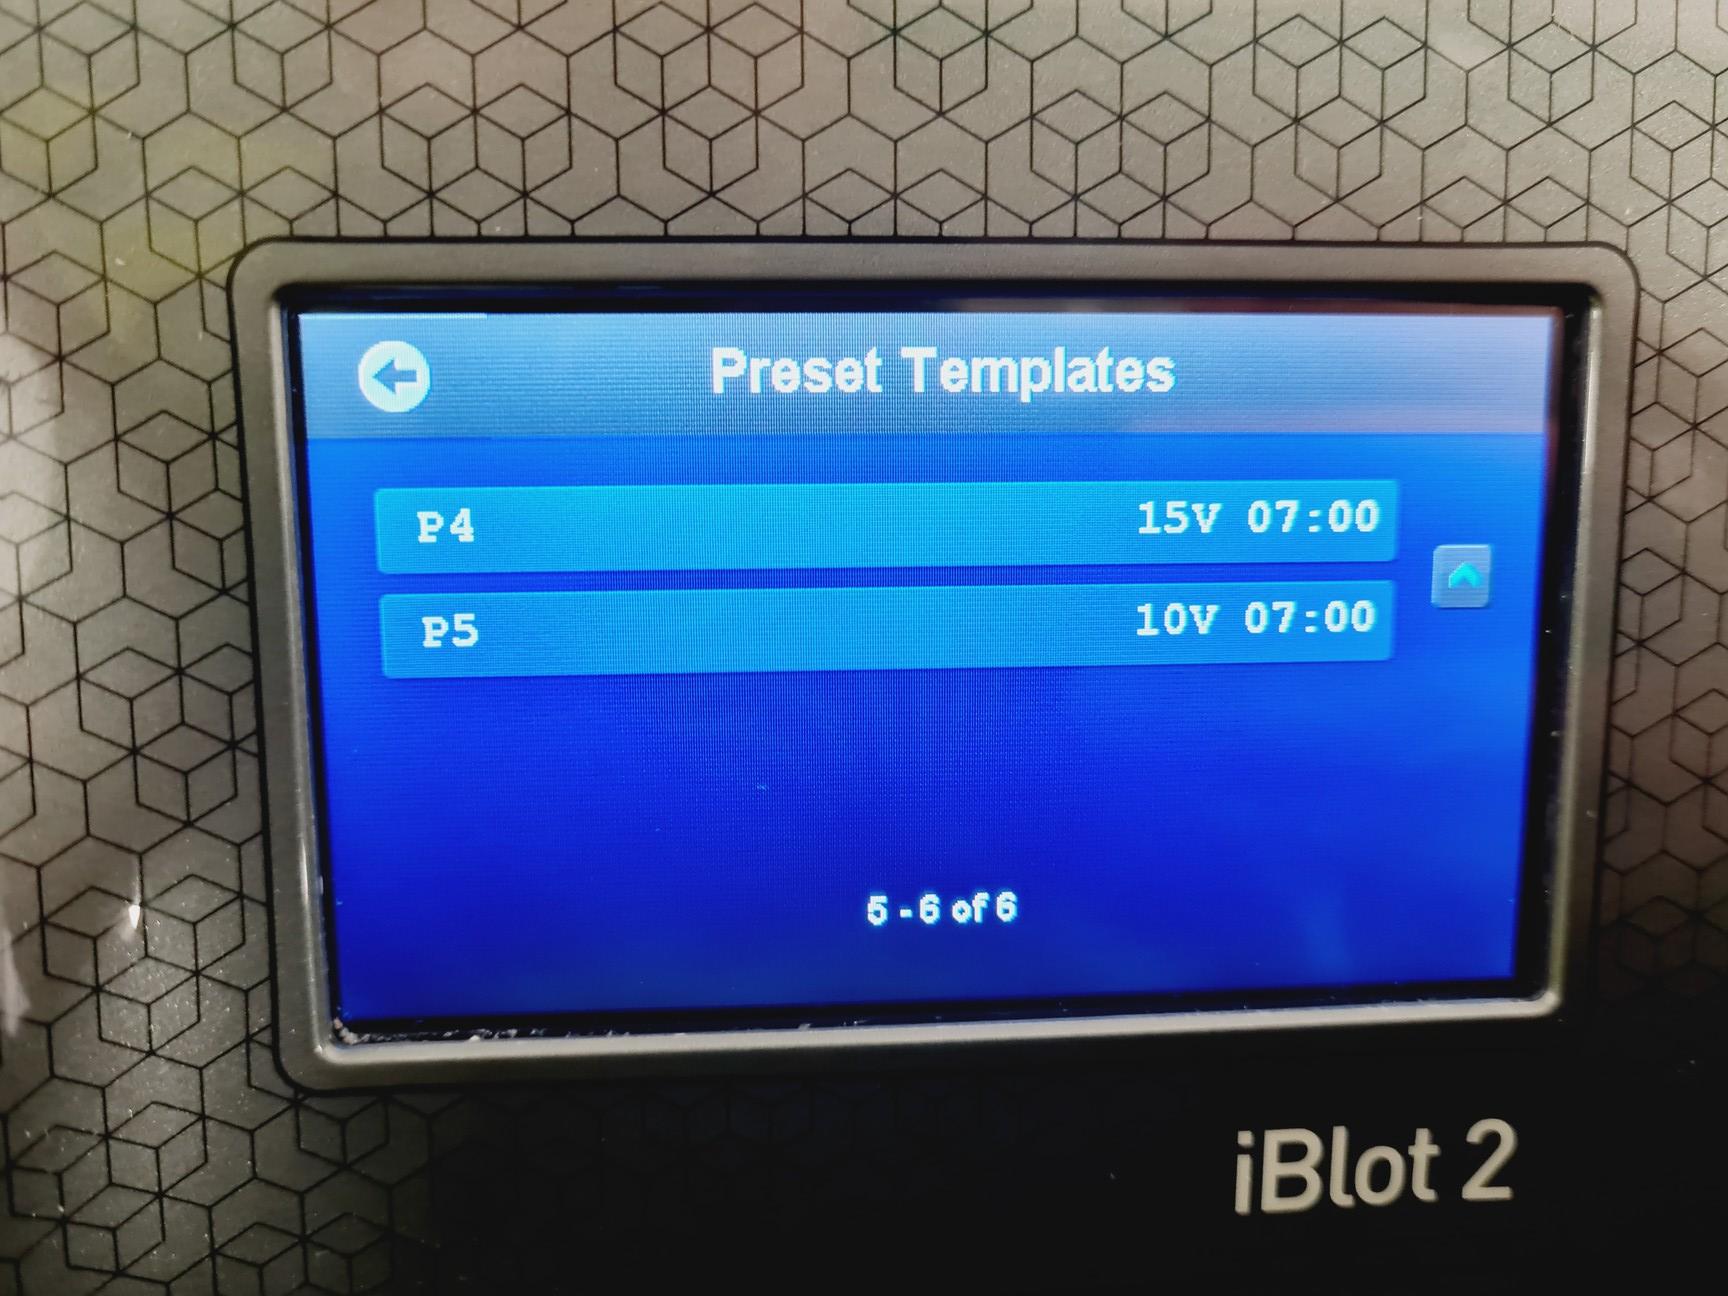 Preset Templates
P4 15V 07:00
P5 10V 07:00
5 - 6 of 6
iBlot 2